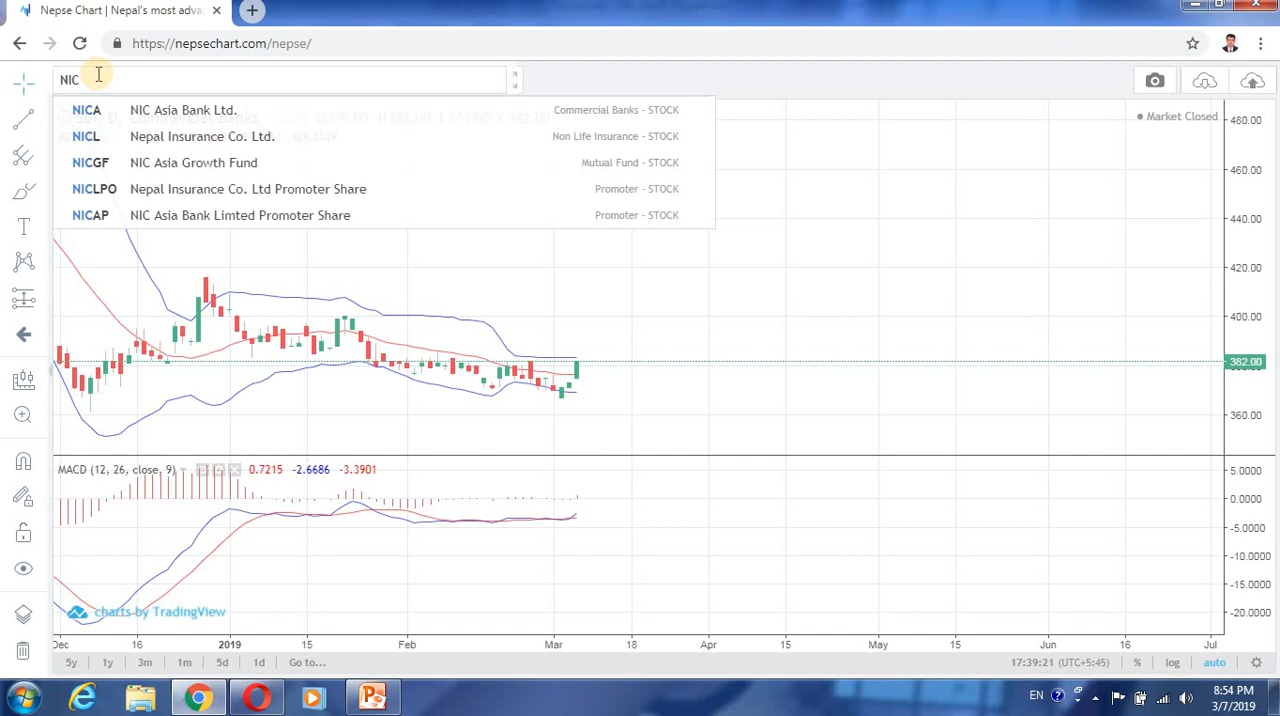 Nepse Chart | Nepal's most adva
https://nepsechart.com/nepse/
NIC
NICA NIC Asia Bank Ltd. Commercial Banks - STOCK
NICL Nepal Insurance Co. Ltd. Non Life Insurance - STOCK
NICGF NIC Asia Growth Fund Mutual Fund - STOCK
NICLPO Nepal Insurance Co. Ltd Promoter Share Promoter - STOCK
NICAP NIC Asia Bank Limted Promoter Share Promoter - STOCK
Market Closed
480.00
460.00
440.00
420.00
400.00
382.00
360.00
MACD (12, 26, close, 9) 0.7215 -2.6686 -3.3901
5.0000
0.0000
-5.0000
-10.0000
-15.0000
-20.0000
charts by TradingView
Dec 16 2019 15 Feb Mar 18 Apr 15 May 15 Jun 16 Jul
5y 1y 3m 1m 5d 1d Go to... 17:39:21 (UTC+5:45) % log auto
EN 8:54 PM
3/7/2019